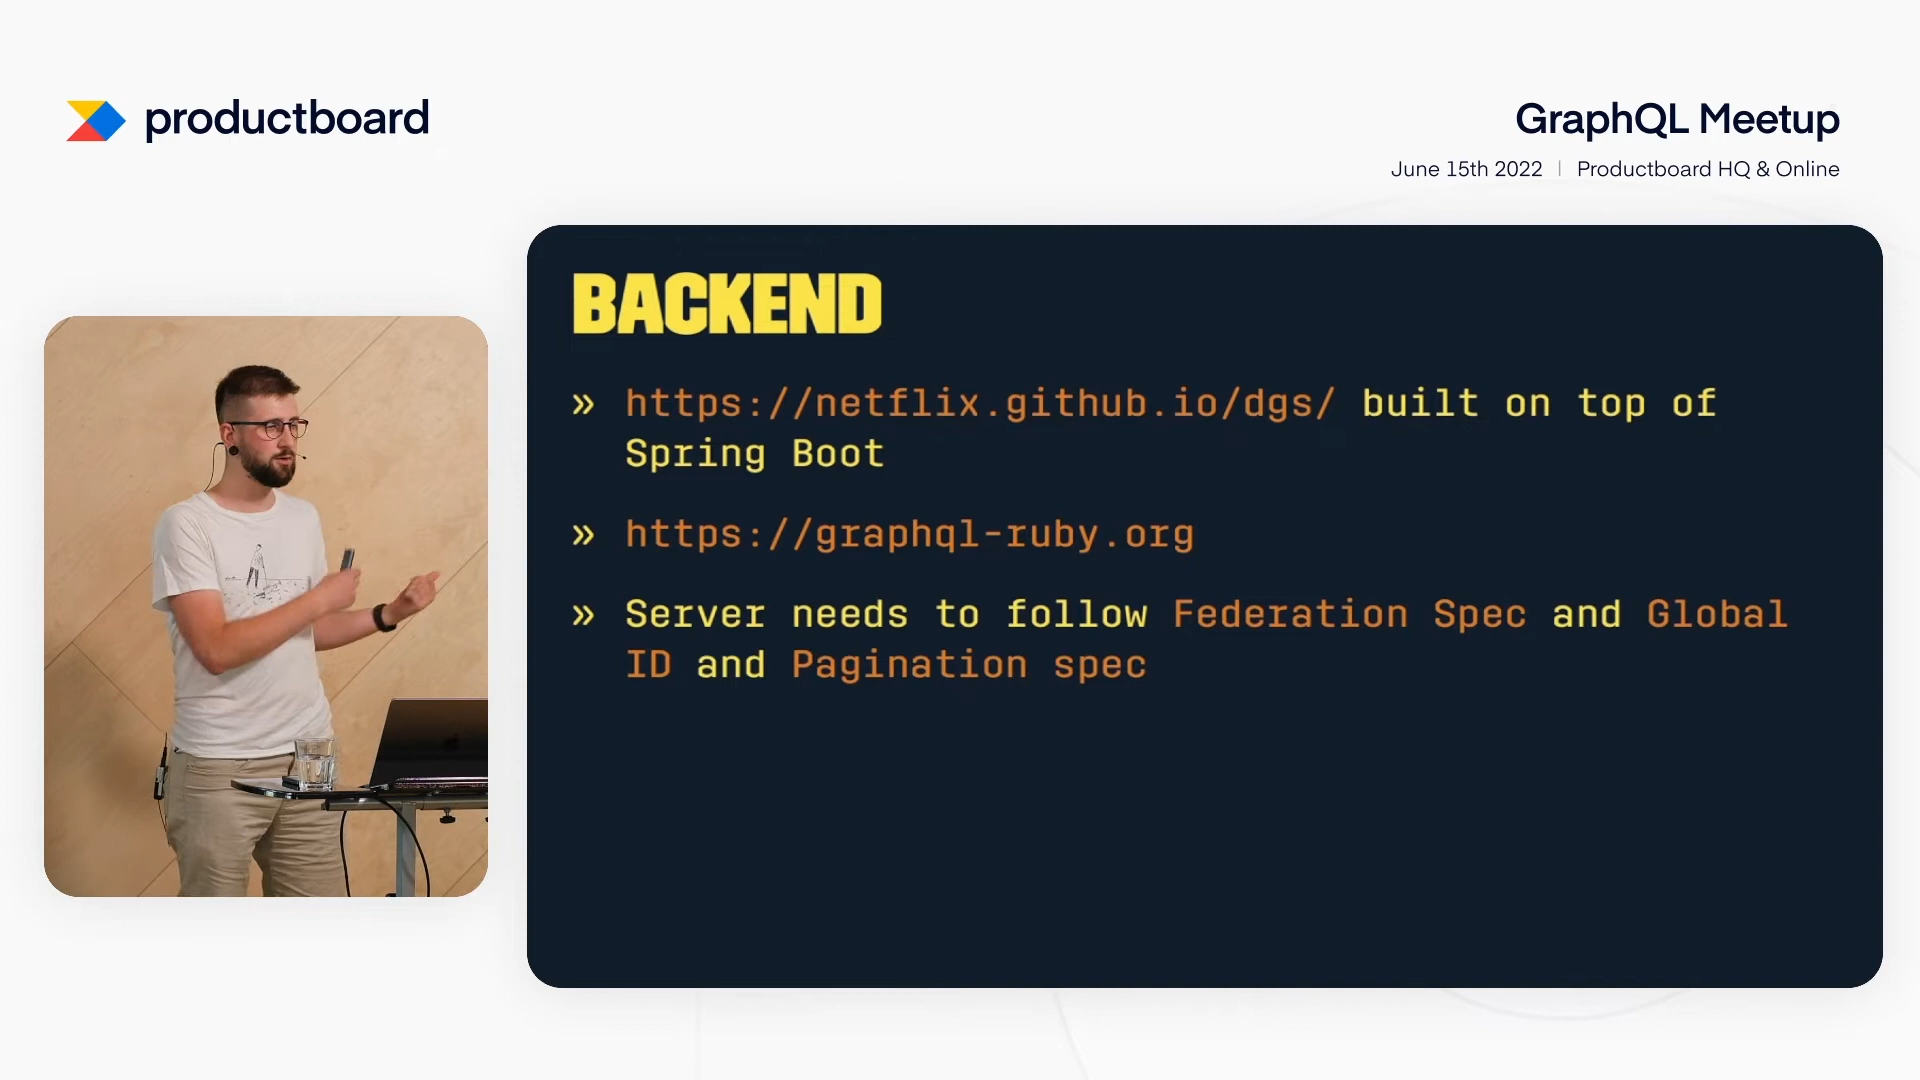 productboard
GraphQL Meetup
June 15th 2022 | Productboard HQ & Online
BACKEND
» https://netflix.github.io/dgs/ built on top of
Spring Boot
» https://graphql-ruby.org
» Server needs to follow Federation Spec and Global
ID and Pagination spec